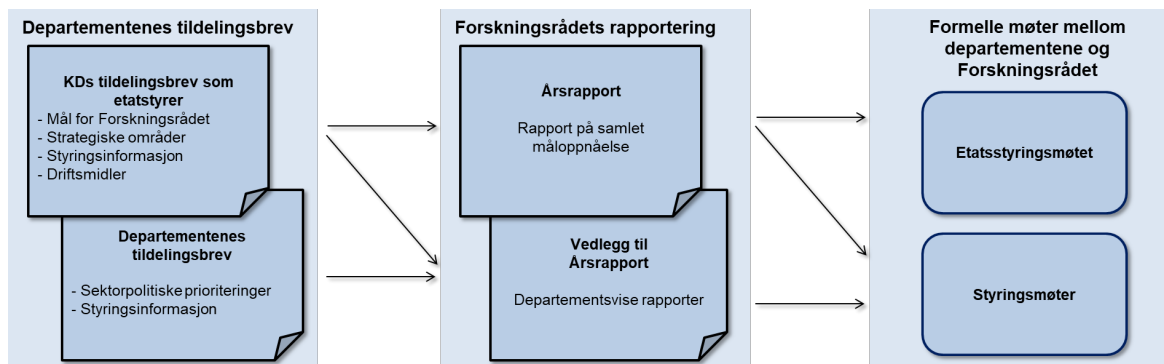 Departementenes tildelingsbrev
KDs tildelingsbrev som
etatstyrer
- Mål for Forskningsrådet
- Strategiske områder
- Styringsinformasjon
- Driftsmidler
Departementenes
tildelingsbrev
- Sektorpolitiske prioriteringer
- Styringsinformasjon
Forskningsrådets rapportering
Årsrapport
Rapport på samlet
måloppnåelse
Vedlegg til
Årsrapport
Departementsvise rapporter
Formelle møter mellom
departementene og
Forskningsrådet
Etatsstyringsmøtet
Styringsmøter